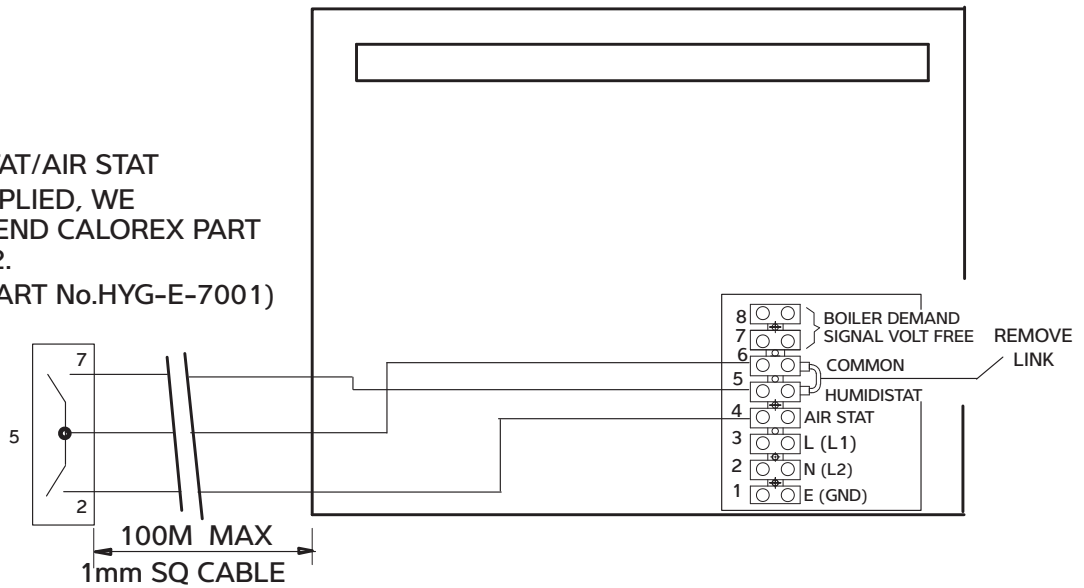 TAT/AIR STAT
PPLIED, WE
END CALOREX PART
2.
ART No.HYG-E-7001)
7
5
2
100M MAX
1mm SQ CABLE
8
7
6
5
4
3
2
1
BOILER DEMAND
SIGNAL VOLT FREE
COMMON
HUMIDISTAT
AIR STAT
L (L1)
N (L2)
E (GND)
REMOVE
LINK